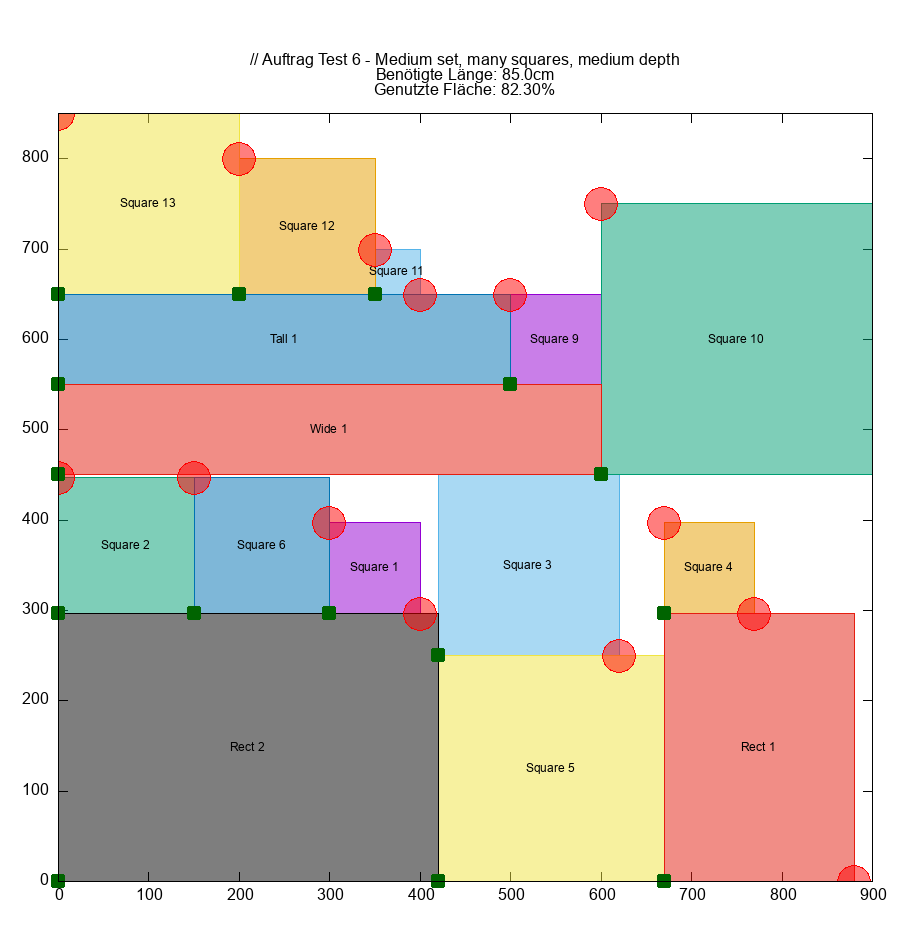 // Auftrag Test 6 - Medium set, many squares, medium depth
Benötigte Länge: 85.0cm
Genutzte Fläche: 82.30%
800
Square 13
Square 12
700
Square 11
600
Tall 1
Square 9
Square 10
500
Wide 1
400
Square 2
Square 6
Square 1
Square 3
Square 4
300
200
Rect 2
Square 5
Rect 1
100
0
0 100 200 300 400 500 600 700 800 900